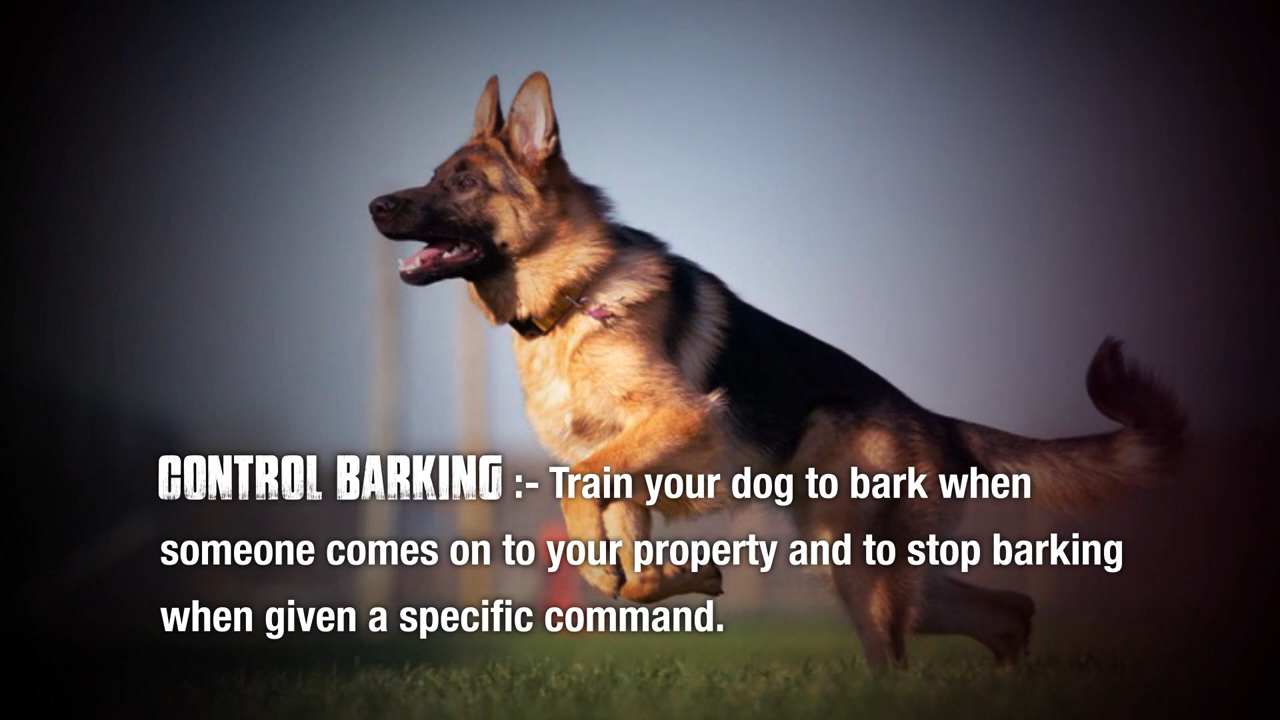 CONTROL BARKING :- Train your dog to bark when
someone comes on to your property and to stop barking
when given a specific command.